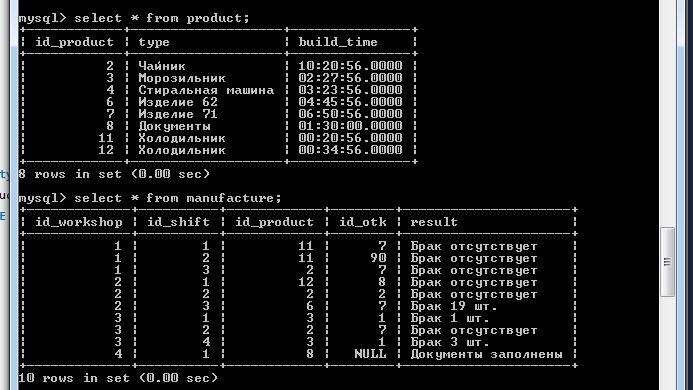 mysql> select * from product;
id_product | type | build_time
2 | Чайник | 10:20:56.0000
3 | Морозильник | 02:27:56.0000
4 | Стиральная машина | 03:23:56.0000
6 | Изделие 62 | 04:45:56.0000
7 | Изделие 71 | 06:50:56.0000
8 | Документы | 01:30:00.0000
11 | Холодильник | 00:20:56.0000
12 | Холодильник | 00:34:56.0000
8 rows in set (0.00 sec)
mysql> select * from manufacture;
id_workshop | id_shift | id_product | id_otk | result
1 | 1 | 11 | 7 | Брак отсутствует
1 | 2 | 11 | 90 | Брак отсутствует
1 | 3 | 2 | 7 | Брак отсутствует
2 | 1 | 12 | 8 | Брак отсутствует
2 | 2 | 2 | 2 | Брак отсутствует
2 | 3 | 6 | 7 | Брак 19 шт.
3 | 1 | 3 | 1 | Брак 1 шт.
3 | 2 | 2 | 7 | Брак отсутствует
3 | 4 | 3 | 1 | Брак 3 шт.
4 | 1 | 8 | NULL | Документы заполнены
10 rows in set (0.00 sec)